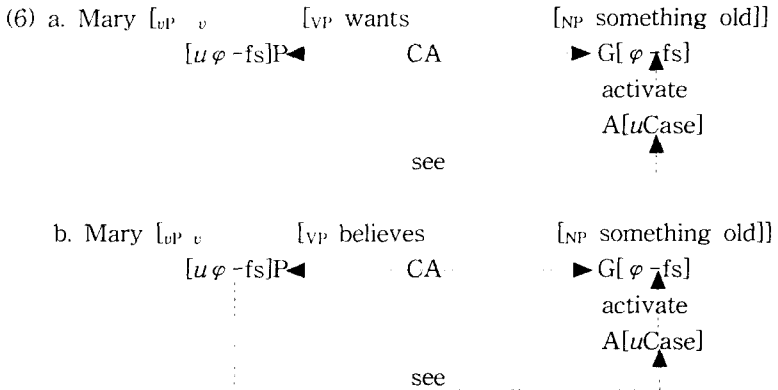 (6) a. Mary [vP v [VP wants [NP something old]]
[uφ-fs]P◄ CA ►G[φ-fs]
activate
A[uCase]
see
b. Mary [vP v [VP believes [NP something old]]
[uφ-fs]P◄ CA ►G[φ-fs]
activate
A[uCase]
see